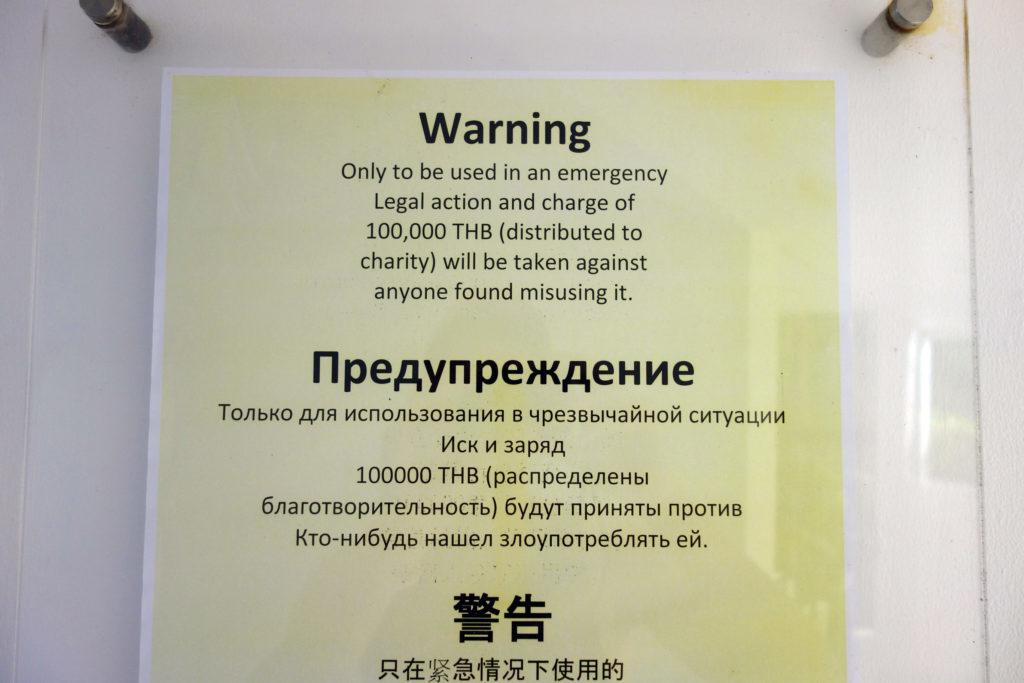 Warning
Only to be used in an emergency
Legal action and charge of
100,000 THB (distributed to
charity) will be taken against
anyone found misusing it.
Предупреждение
Только для использования в чрезвычайной ситуации
Иск и заряд
100000 THB (распределены
благотворительность) будут приняты против
Кто-нибудь нашел злоупотреблять ей.
警告
只在紧急情况下使用的